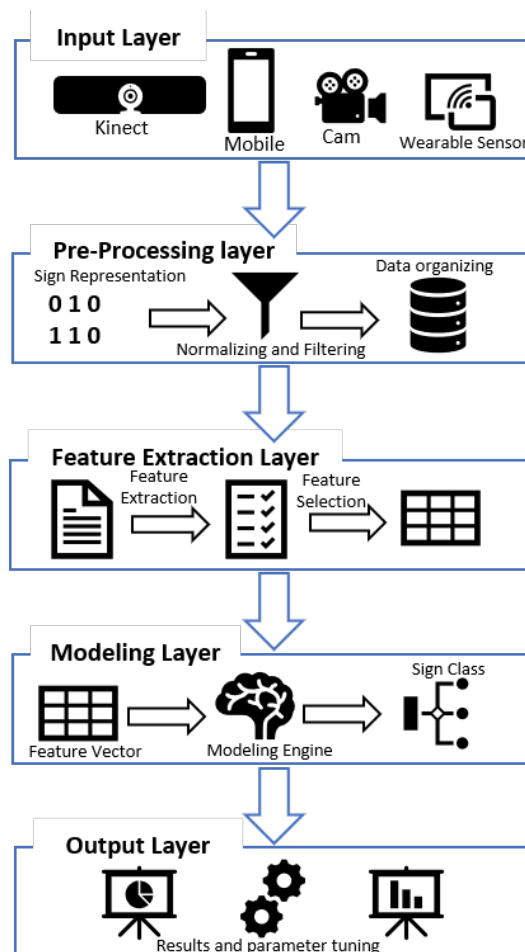 Input Layer
Kinect
Mobile
Cam
Wearable Sensor
Pre-Processing layer
Sign Representation
0 1 0
1 1 0
Normalizing and Filtering
Data organizing
Feature Extraction Layer
Feature
Extraction
Feature
Selection
Modeling Layer
Feature Vector
Modeling Engine
Sign Class
Output Layer
Results and parameter tuning